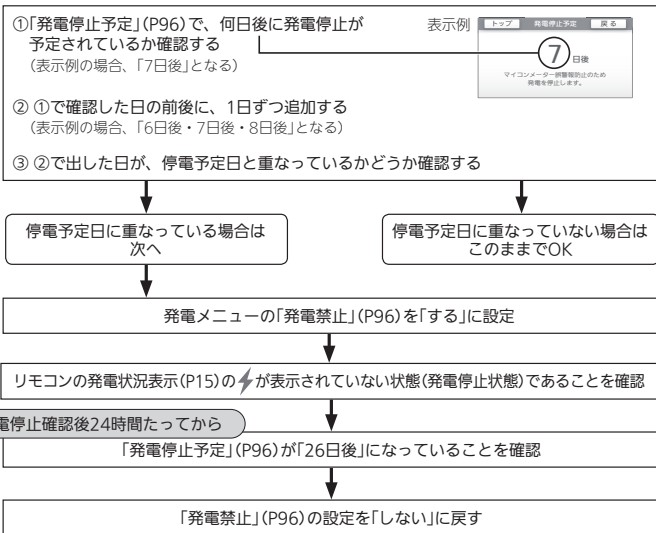 ①「発電停止予定」(P96)で、何日後に発電停止が
予定されているか確認する
(表示例の場合、「7日後」となる)
表示例
トップ 発電停止予定 戻る
7 日後
マイコンメーター誤警報防止のため
発電を停止します。
② ①で確認した日の前後に、1日ずつ追加する
(表示例の場合、「6日後・7日後・8日後」となる)
③ ②で出した日が、停電予定日と重なっているかどうか確認する
停電予定日に重なっている場合は
次へ
停電予定日に重なっていない場合は
このままでOK
発電メニューの「発電禁止」(P96)を「する」に設定
リモコンの発電状況表示(P15)の が表示されていない状態(発電停止状態)であることを確認
電停止確認後24時間たってから
「発電停止予定」(P96)が「26日後」になっていることを確認
「発電禁止」(P96)の設定を「しない」に戻す